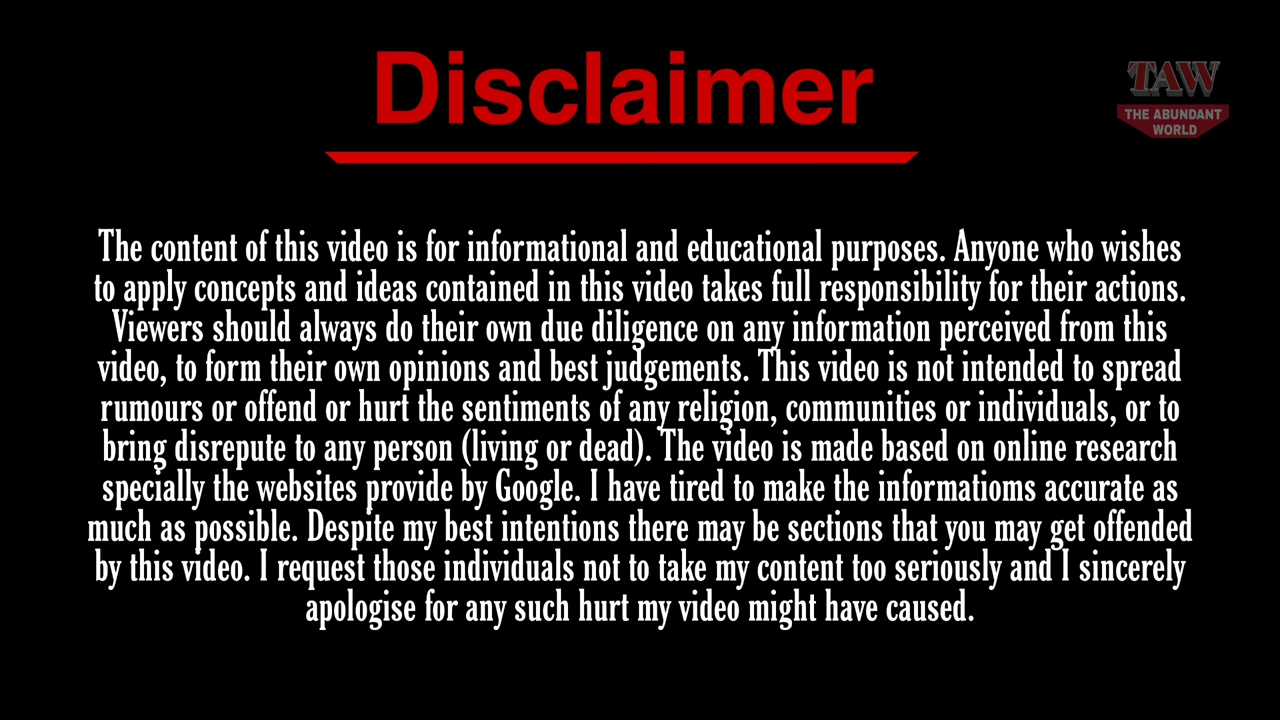 Disclaimer
TAW
THE ABUNDANT
WORLD
The content of this video is for informational and educational purposes. Anyone who wishes
to apply concepts and ideas contained in this video takes full responsibility for their actions.
Viewers should always do their own due diligence on any information perceived from this
video, to form their own opinions and best judgements. This video is not intended to spread
rumours or offend or hurt the sentiments of any religion, communities or individuals, or to
bring disrepute to any person (living or dead). The video is made based on online research
specially the websites provide by Google. I have tired to make the informatioms accurate as
much as possible. Despite my best intentions there may be sections that you may get offended
by this video. I request those individuals not to take my content too seriously and I sincerely
apologise for any such hurt my video might have caused.